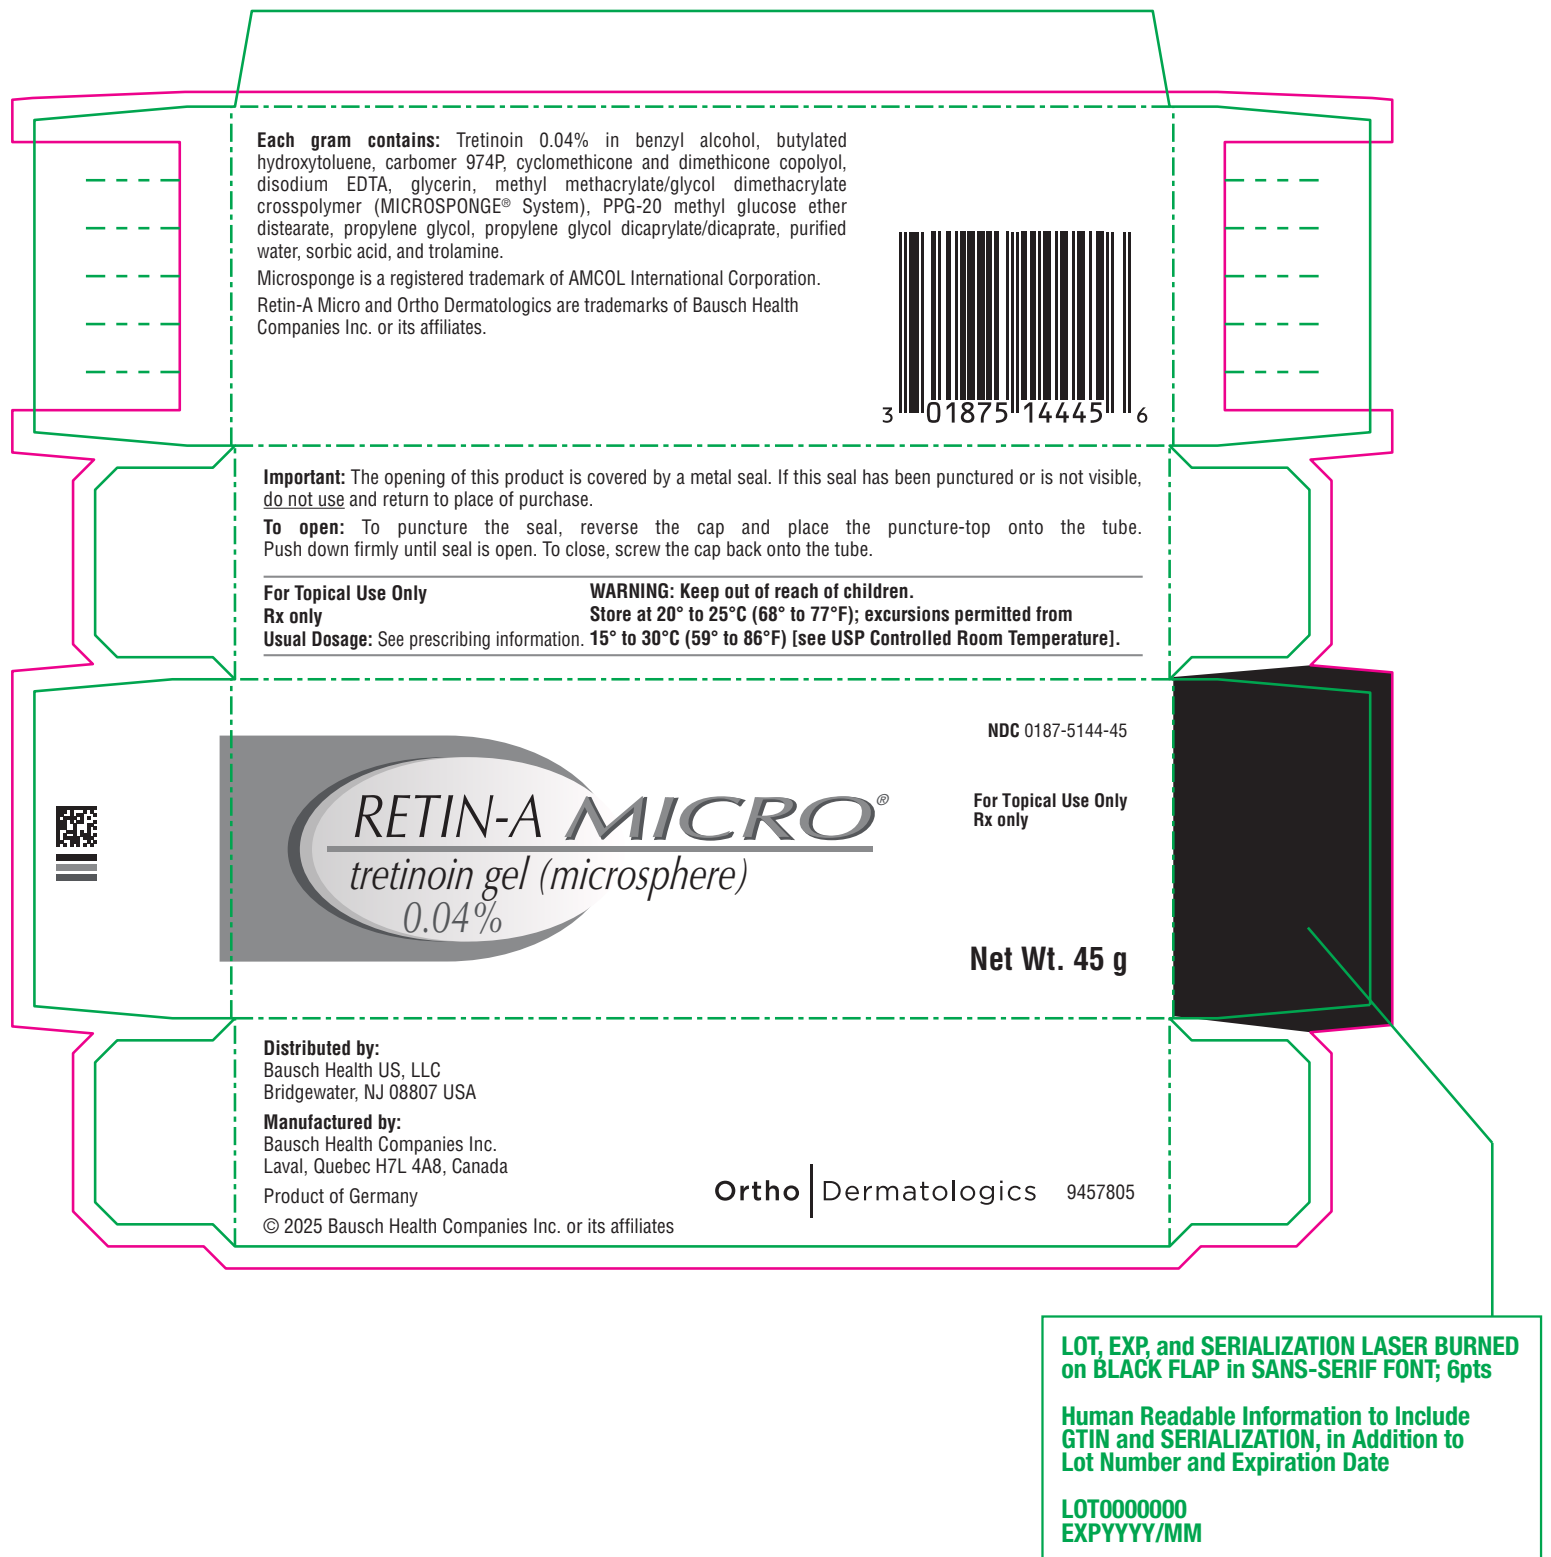 Each gram contains: Tretinoin 0.04% in benzyl alcohol, butylated
hydroxytoluene, carbomer 974P, cyclomethicone and dimethicone copolyol,
disodium EDTA, glycerin, methyl methacrylate/glycol dimethacrylate
crosspolymer (MICROSPONGE® System), PPG-20 methyl glucose ether
distearate, propylene glycol, propylene glycol dicaprylate/dicaprate, purified
water, sorbic acid, and trolamine.
Microsponge is a registered trademark of AMCOL International Corporation.
Retin-A Micro and Ortho Dermatologics are trademarks of Bausch Health
Companies Inc. or its affiliates.
3 01875 14445 6
Important: The opening of this product is covered by a metal seal. If this seal has been punctured or is not visible,
do not use and return to place of purchase.
To open: To puncture the seal, reverse the cap and place the puncture-top onto the tube.
Push down firmly until seal is open. To close, screw the cap back onto the tube.
For Topical Use Only
Rx only
Usual Dosage: See prescribing information.
WARNING: Keep out of reach of children.
Store at 20° to 25°C (68° to 77°F); excursions permitted from
15° to 30°C (59° to 86°F) [see USP Controlled Room Temperature].
NDC 0187-5144-45
RETIN-A MICRO®
tretinoin gel (microsphere)
0.04%
For Topical Use Only
Rx only
Net Wt. 45 g
Distributed by:
Bausch Health US, LLC
Bridgewater, NJ 08807 USA
Manufactured by:
Bausch Health Companies Inc.
Laval, Quebec H7L 4A8, Canada
Product of Germany
© 2025 Bausch Health Companies Inc. or its affiliates
Ortho Dermatologics 9457805
LOT, EXP, and SERIALIZATION LASER BURNED
on BLACK FLAP in SANS-SERIF FONT; 6pts
Human Readable Information to Include
GTIN and SERIALIZATION, in Addition to
Lot Number and Expiration Date
LOT0000000
EXPYYYY/MM